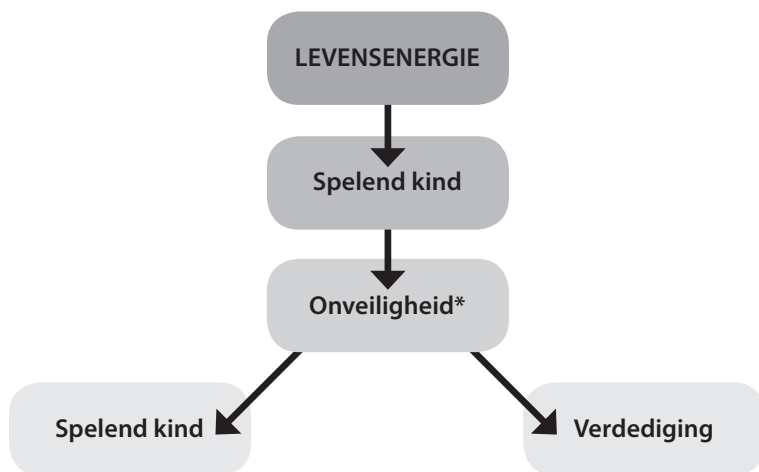 LEVENSENERGIE
Spelend kind
Onveiligheid*
Spelend kind
Verdediging